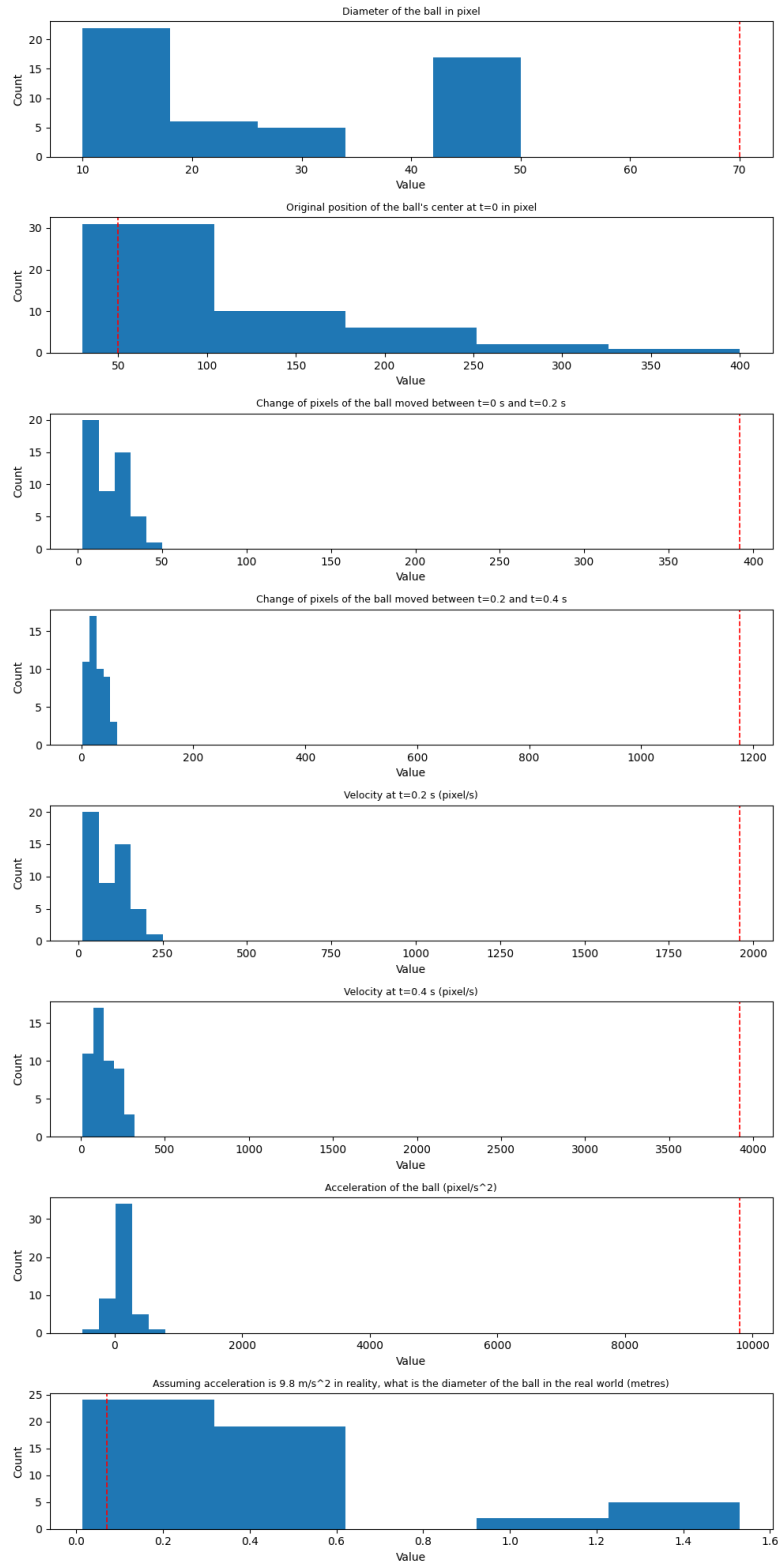 Diameter of the ball in pixel
20
15
10
5
0
Count
10 20 30 40 50 60 70
Value
Original position of the ball's center at t=0 in pixel
30
20
10
0
Count
50 100 150 200 250 300 350 400
Value
Change of pixels of the ball moved between t=0 s and t=0.2 s
20
15
10
5
0
Count
0 50 100 150 200 250 300 350 400
Value
Change of pixels of the ball moved between t=0.2 and t=0.4 s
15
10
5
0
Count
0 200 400 600 800 1000 1200
Value
Velocity at t=0.2 s (pixel/s)
20
15
10
5
0
Count
0 250 500 750 1000 1250 1500 1750 2000
Value
Velocity at t=0.4 s (pixel/s)
15
10
5
0
Count
0 500 1000 1500 2000 2500 3000 3500 4000
Value
Acceleration of the ball (pixel/s^2)
30
20
10
0
Count
0 2000 4000 6000 8000 10000
Value
Assuming acceleration is 9.8 m/s^2 in reality, what is the diameter of the ball in the real world (metres)
25
20
15
10
5
0
Count
0.0 0.2 0.4 0.6 0.8 1.0 1.2 1.4 1.6
Value